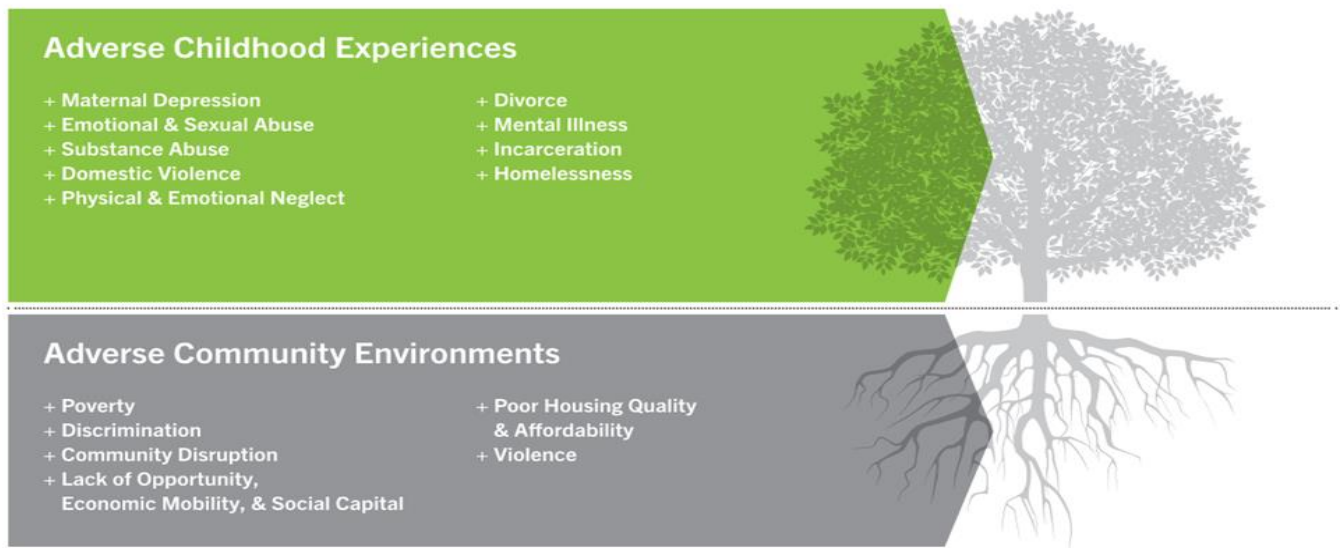 Adverse Childhood Experiences
+ Maternal Depression
+ Emotional & Sexual Abuse
+ Substance Abuse
+ Domestic Violence
+ Physical & Emotional Neglect
+ Divorce
+ Mental Illness
+ Incarceration
+ Homelessness
Adverse Community Environments
+ Poverty
+ Discrimination
+ Community Disruption
+ Lack of Opportunity,
Economic Mobility, & Social Capital
+ Poor Housing Quality
& Affordability
+ Violence